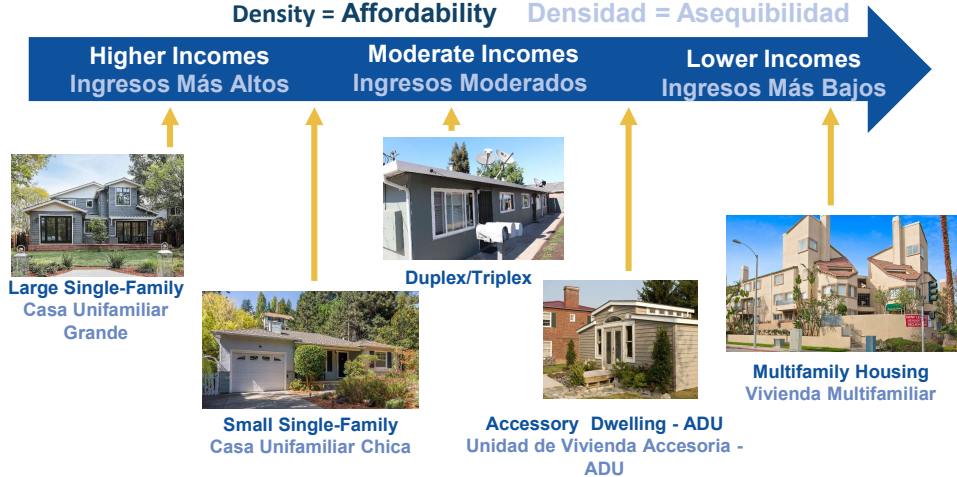 Density = Affordability Densidad = Asequibilidad
Higher Incomes
Ingresos Más Altos
Moderate Incomes
Ingresos Moderados
Lower Incomes
Ingresos Más Bajos
Large Single-Family
Casa Unifamiliar
Grande
Small Single-Family
Casa Unifamiliar Chica
Duplex/Triplex
Accessory Dwelling - ADU
Unidad de Vivienda Accesoria -
ADU
Multifamily Housing
Vivienda Multifamiliar